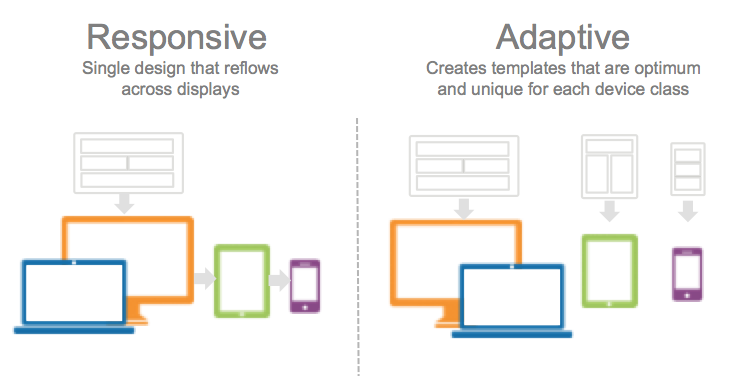 Responsive
Single design that reflows
across displays
Adaptive
Creates templates that are optimum
and unique for each device class